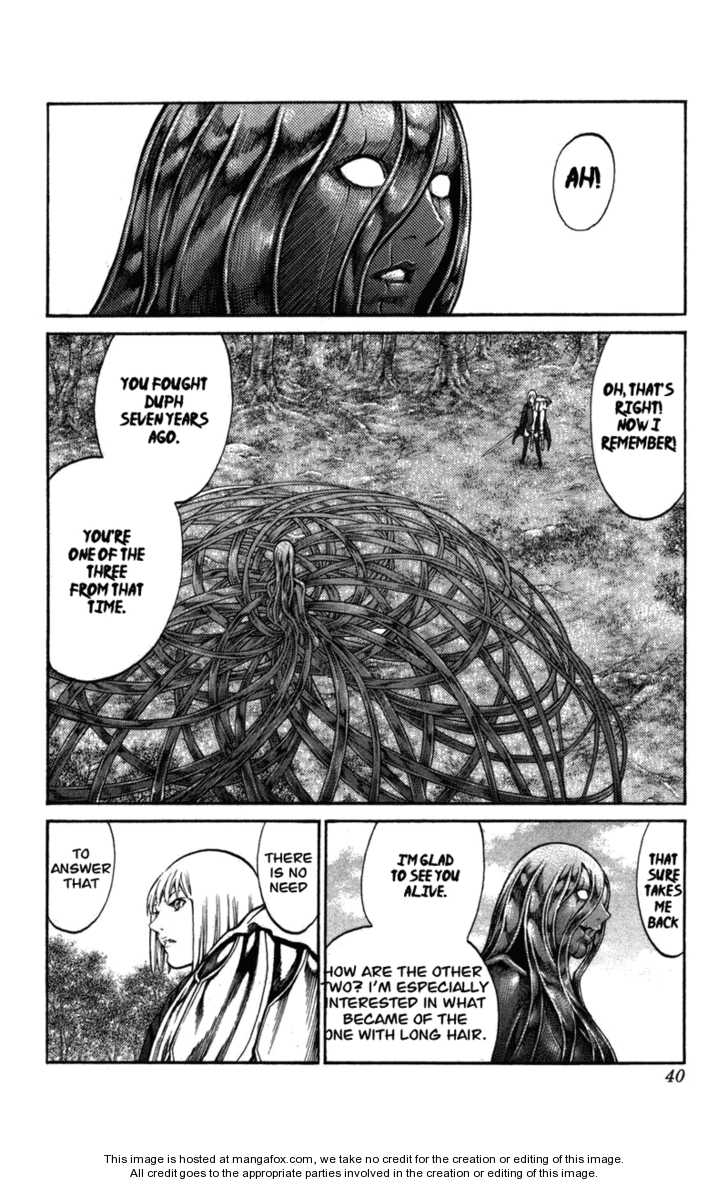 AH!
OH, THAT'S
RIGHT!
NOW I
REMEMBER!
YOU FOUGHT
DUPH
SEVEN YEARS
AGO.
YOU'RE
ONE OF THE
THREE
FROM THAT
TIME.
THAT
SURE
TAKES
ME
BACK
I'M GLAD
TO SEE YOU
ALIVE.
HOW ARE THE OTHER
TWO? I'M ESPECIALLY
INTERESTED IN WHAT
BECAME OF THE
ONE WITH LONG HAIR.
THERE
IS NO
NEED
TO
ANSWER
THAT
40
This image is hosted at mangafox.com, we take no credit for the creation or editing of this image.
All credit goes to the appropriate parties involved in the creation or editing of this image.